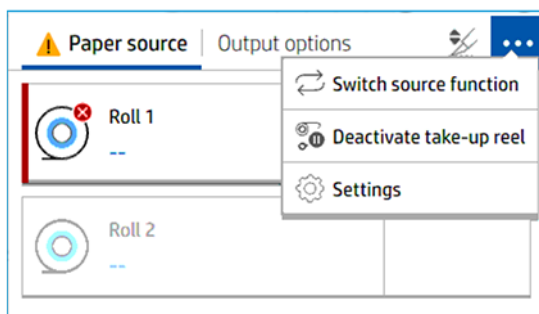 Paper source
Output options
Switch source function
Deactivate take-up reel
Settings
Roll 1
--
Roll 2
--